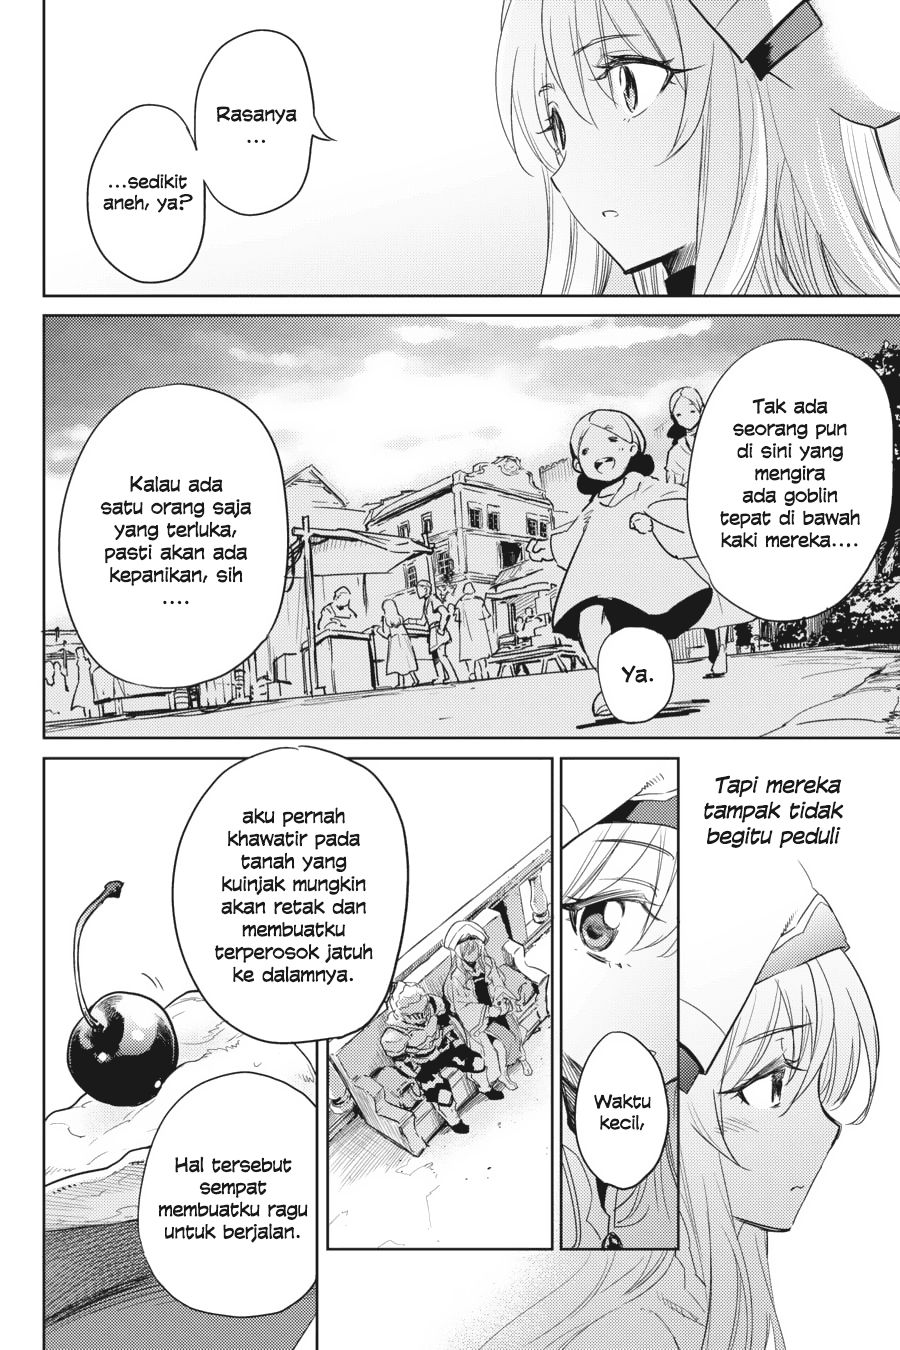 Rasanya
...
...sedikit
aneh, ya?
Tak ada
seorang pun
di sini yang
mengira
ada goblin
tepat di bawah
kaki mereka....
Kalau ada
satu orang saja
yang terluka,
pasti akan ada
kepanikan, sih
....
Ya.
Tapi mereka
tampak tidak
begitu peduli
Waktu
kecil,
aku pernah
khawatir pada
tanah yang
kuinjak mungkin
akan retak dan
membuatku
terperosok jatuh
ke dalamnya.
Hal tersebut
sempat
membuatku ragu
untuk berjalan.